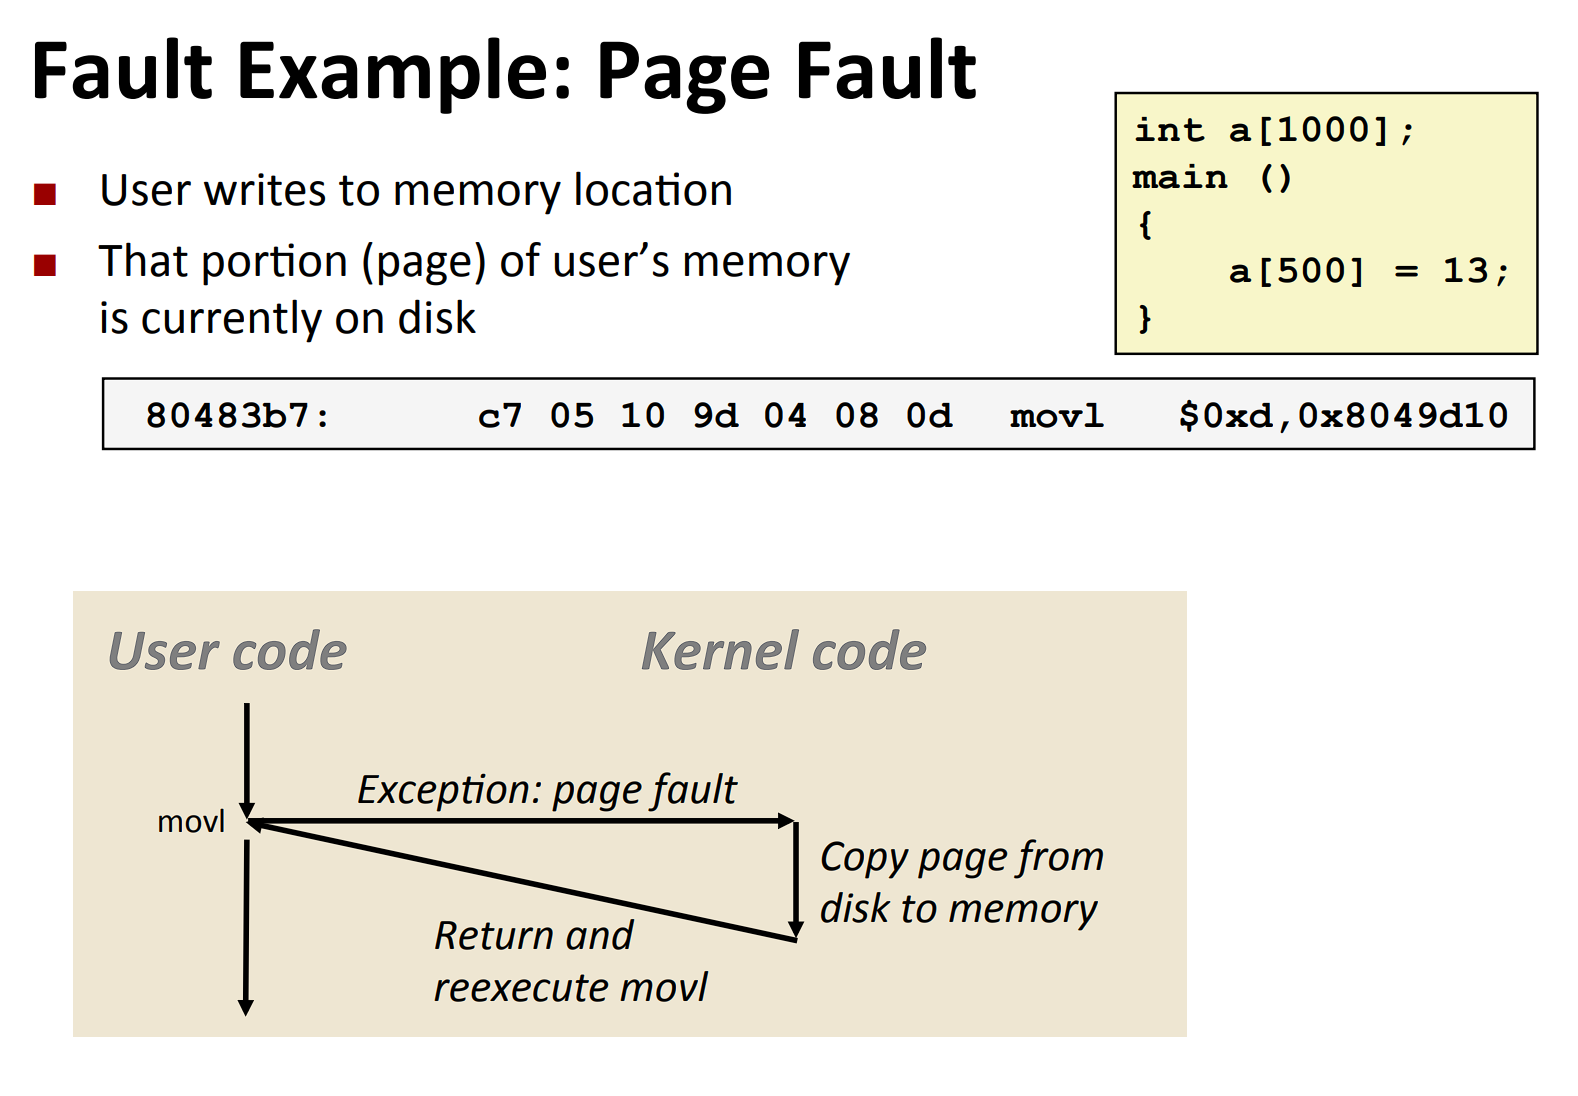 Fault Example: Page Fault
int a[1000];
main ()
{
    a[500] = 13;
}
User writes to memory location
That portion (page) of user’s memory
is currently on disk
80483b7:      c7 05 10 9d 04 08 0d  movl   $0xd,0x8049d10
User code
Kernel code
Exception: page fault
movl
Copy page from
disk to memory
Return and
reexecute movl